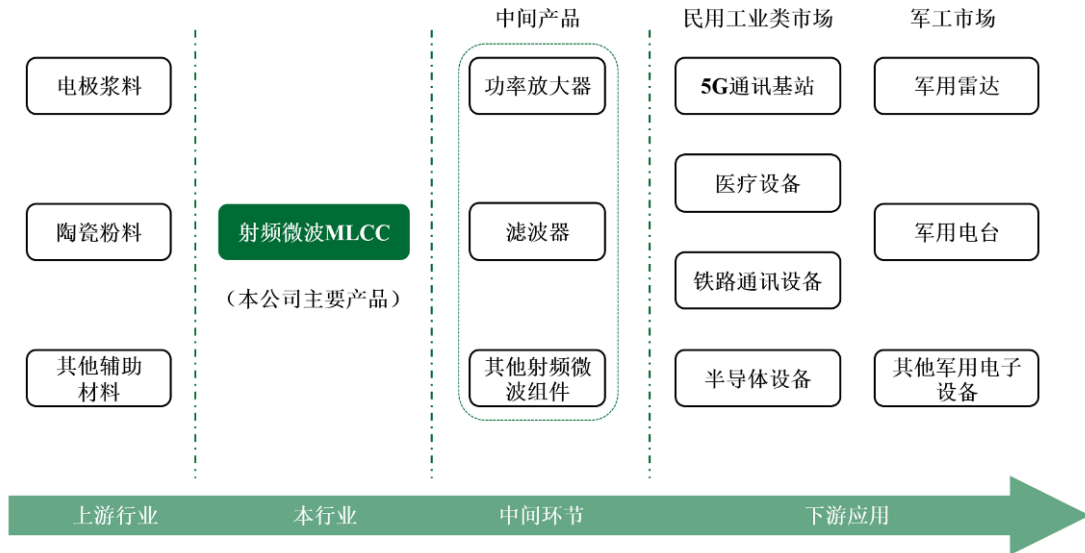 中间产品
民用工业类市场
军工市场
电极浆料
功率放大器
5G通讯基站
军用雷达
医疗设备
陶瓷粉料
射频微波MLCC
滤波器
军用电台
铁路通讯设备
（本公司主要产品）
其他辅助
材料
其他射频微
波组件
半导体设备
其他军用电子
设备
上游行业
本行业
中间环节
下游应用